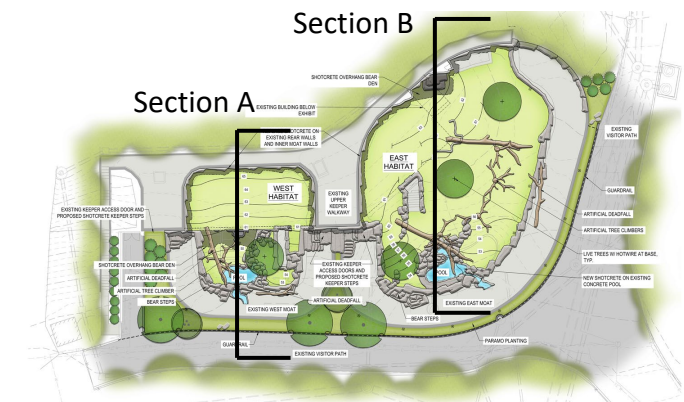 Section B
Section A
SHOTCRETE OVERHANG BEAR
DEN
EXISTING BUILDING BELOW
EXHIBIT
SHOTCRETE ON
EXISTING REAR WALLS
AND INNER MOAT WALLS
EAST
HABITAT
WEST
HABITAT
EXISTING
UPPER
KEEPER
WALKWAY
EXISTING
VISITOR PATH
GUARDRAIL
ARTIFICIAL DEADFALL
ARTIFICIAL TREE CLIMBERS
LIVE TREES W/ HOTWIRE AT BASE,
TYP.
NEW SHOTCRETE ON EXISTING
CONCRETE POOL
EXISTING KEEPER ACCESS DOOR AND
PROPOSED SHOTCRETE KEEPER STEPS
SHOTCRETE OVERHANG BEAR DEN
ARTIFICIAL DEADFALL
ARTIFICIAL TREE CLIMBER
BEAR STEPS
POOL
EXISTING KEEPER
ACCESS DOORS AND
PROPOSED SHOTCRETE
KEEPER STEPS
ARTIFICIAL DEADFALL
POOL
EXISTING WEST MOAT
EXISTING EAST MOAT
BEAR STEPS
PARAMO PLANTING
GUARDRAIL
EXISTING VISITOR PATH